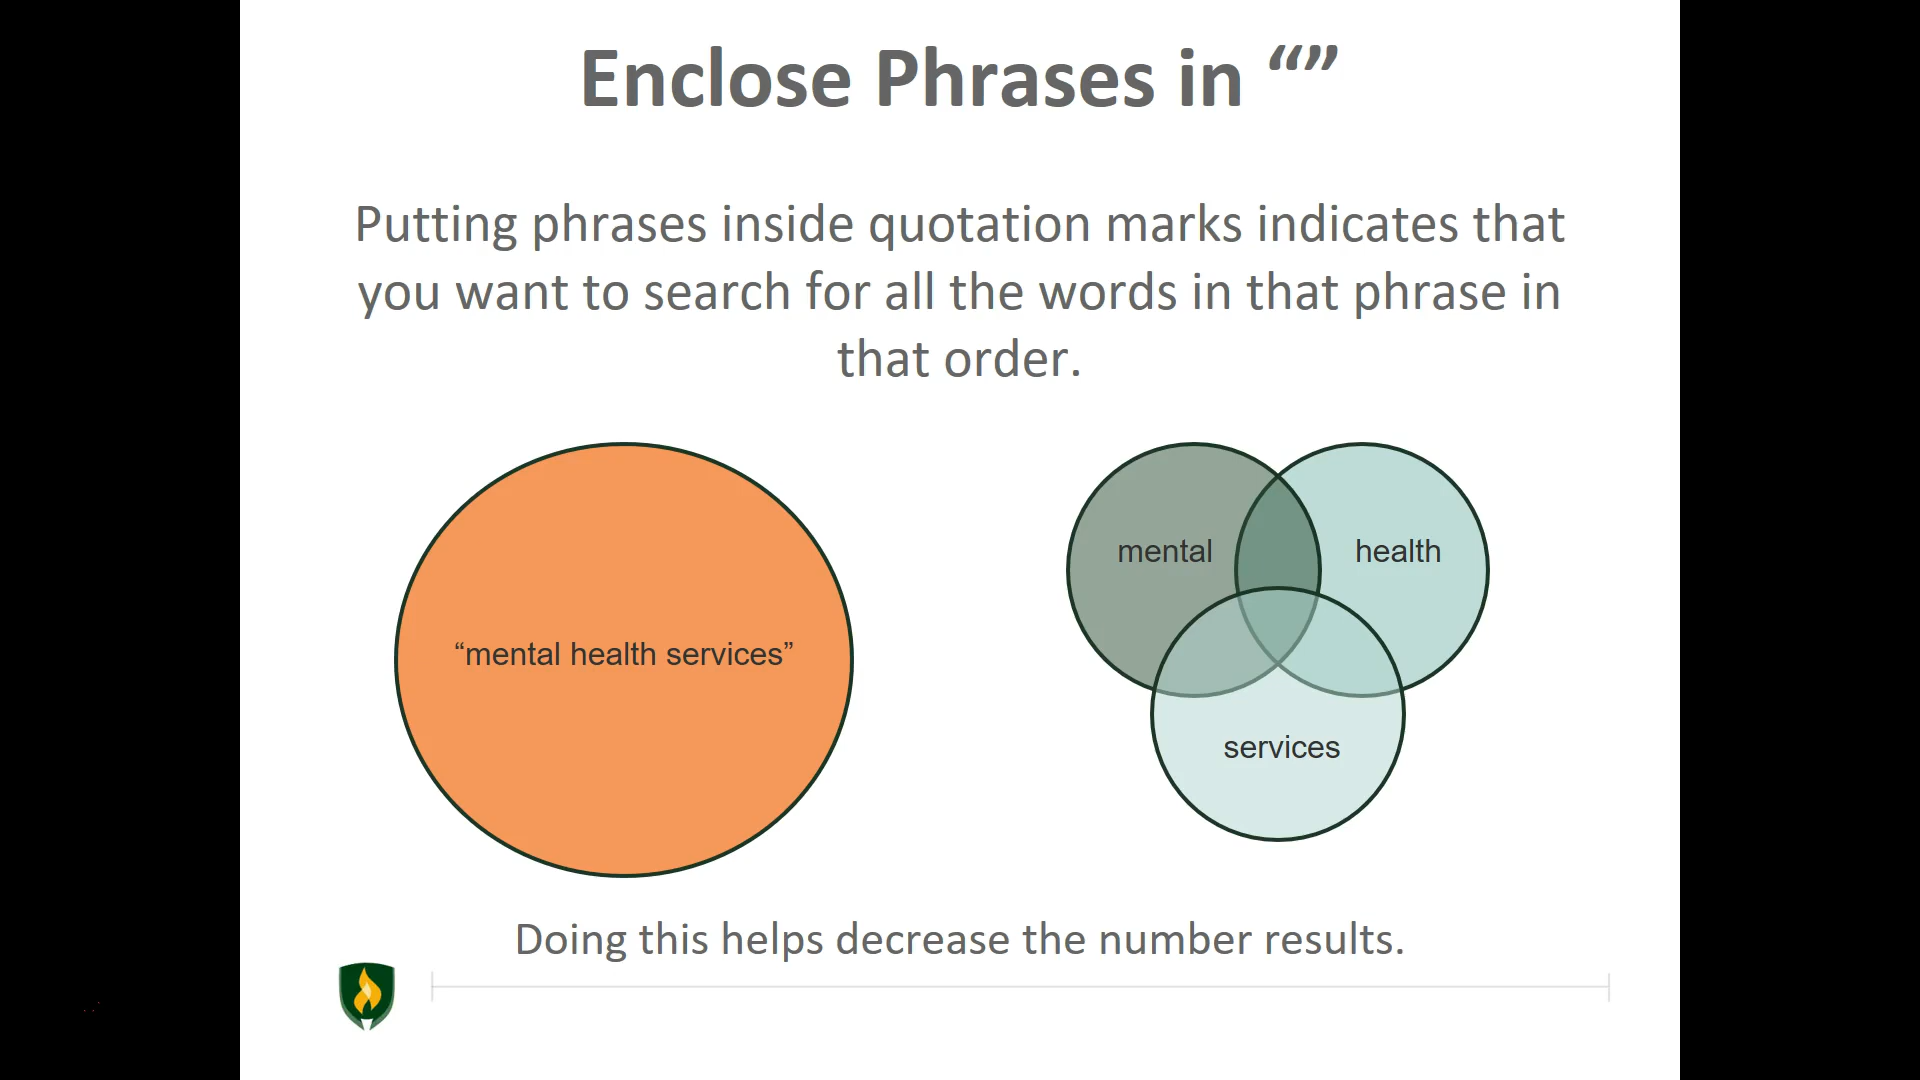 Enclose Phrases in “”
Putting phrases inside quotation marks indicates that
you want to search for all the words in that phrase in
that order.
“mental health services”
mental
health
services
Doing this helps decrease the number results.